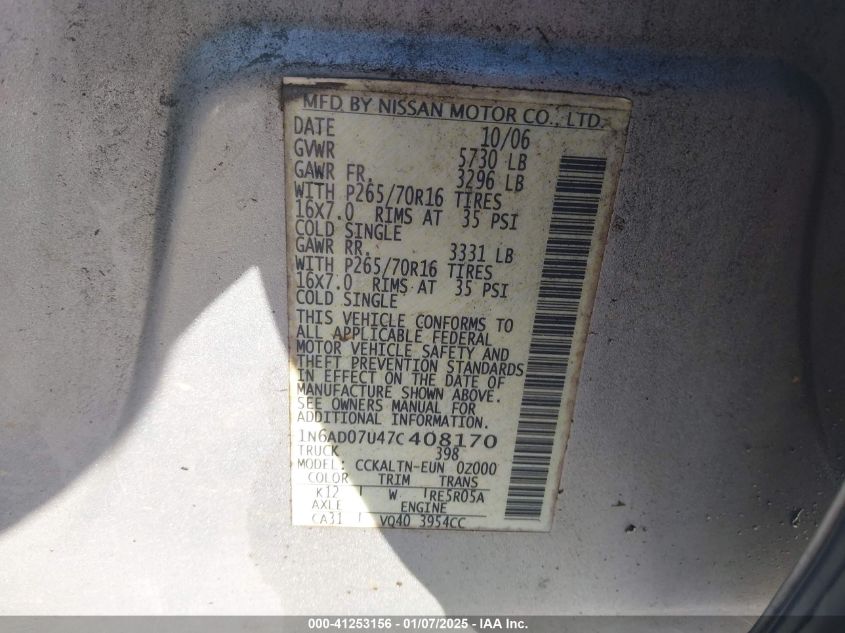 MFD BY NISSAN MOTOR CO., LTD.
DATE 10/06
GVWR 5730 LB
GAWR FR. 3296 LB
WITH P265/70R16 TIRES
16X7.0 RIMS AT 35 PSI
COLD SINGLE
GAWR RR. 3331 LB
WITH P265/70R16 TIRES
16X7.0 RIMS AT 35 PSI
COLD SINGLE
THIS VEHICLE CONFORMS TO
ALL APPLICABLE FEDERAL
MOTOR VEHICLE SAFETY AND
THEFT PREVENTION STANDARDS
IN EFFECT ON THE DATE OF
MANUFACTURE SHOWN ABOVE.
SEE OWNERS MANUAL FOR
ADDITIONAL INFORMATION.
1N6AD07U47C408170
TRUCK 398
MODEL: CCKALTN-EUN 0Z000
COLOR TRIM TRANS
K12 W RE5R05A
AXLE ENGINE
CA31 VQ40 3954CC
000-41253156 — 01/07/2025 — IAA Inc.